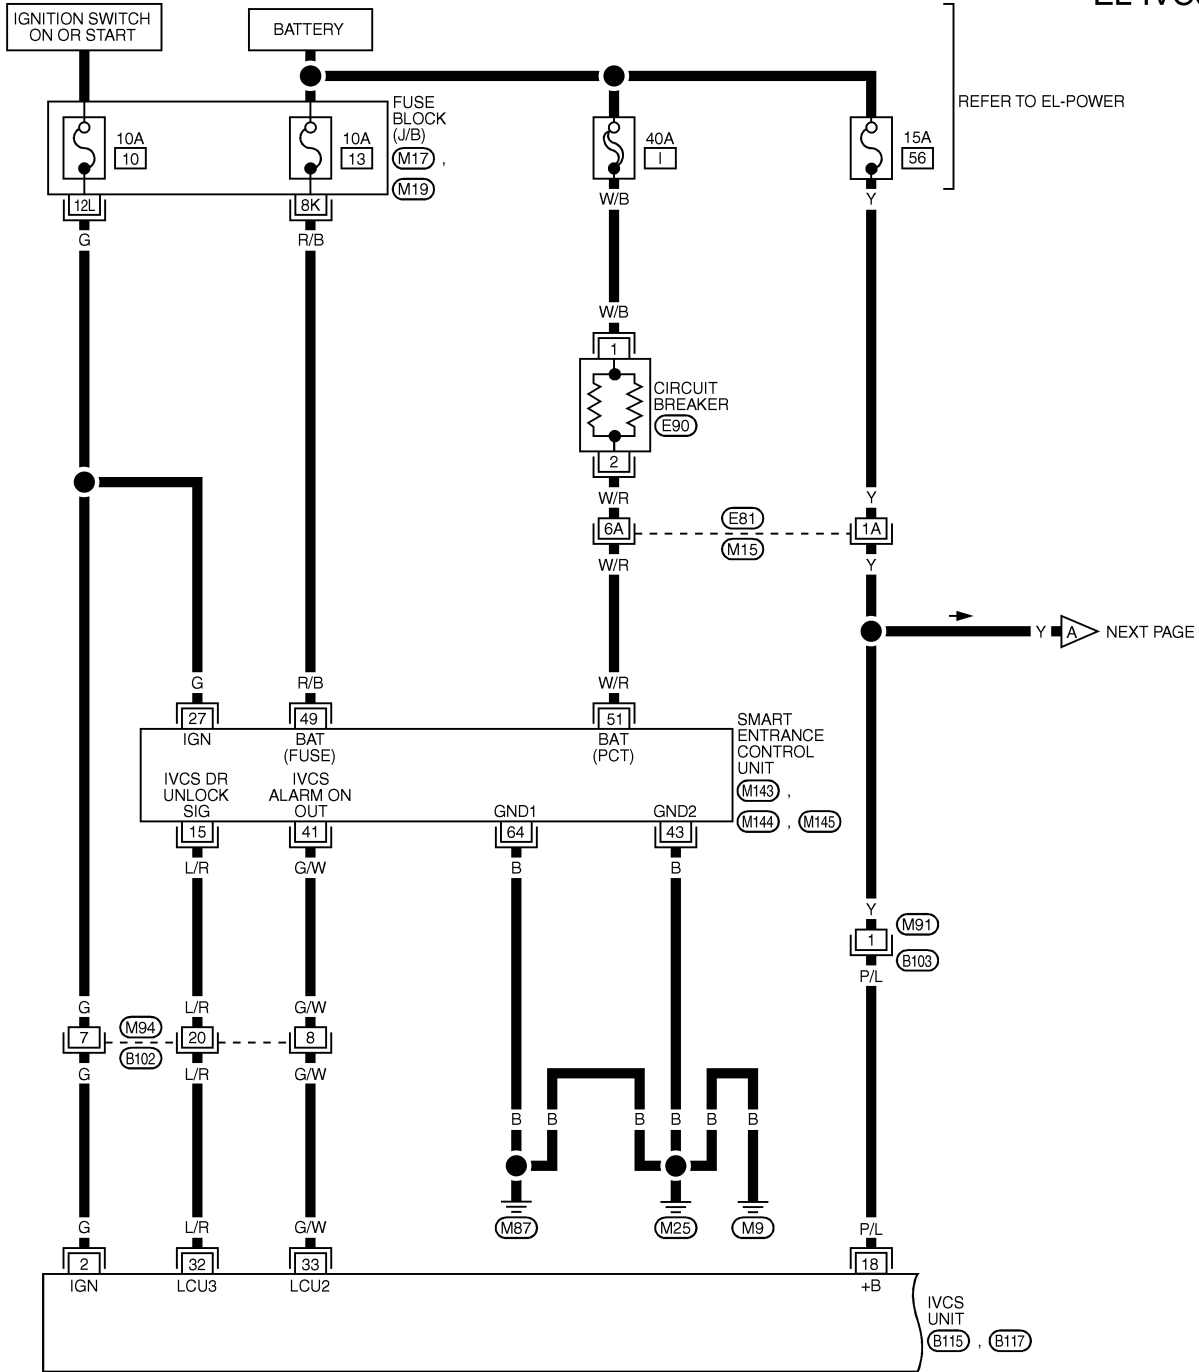 IGNITION SWITCH
ON OR START
BATTERY
REFER TO EL-POWER
FUSE
BLOCK
(J/B)
M17 ,
M19
10A
10
10A
13
40A
I
15A
56
12L
8K
W/B
Y
G
R/B
W/B
1
CIRCUIT
BREAKER
E90
2
W/R
Y
6A
E81
M15
1A
W/R
Y
Y
A
NEXT PAGE
G
R/B
W/R
27
49
51
IGN
BAT
(FUSE)
BAT
(PCT)
SMART
ENTRANCE
CONTROL
UNIT
M143 ,
M144 , M145
IVCS DR
UNLOCK
SIG
IVCS
ALARM ON
OUT
GND1
GND2
15
41
64
43
L/R
G/W
B
B
Y
1
M91
B103
P/L
G
L/R
G/W
7
M94
B102
20
8
G
L/R
G/W
B
B
B
B
B
B
M87
M25
M9
G
L/R
G/W
P/L
2
32
33
18
IGN
LCU3
LCU2
+B
IVCS
UNIT
B115 , B117